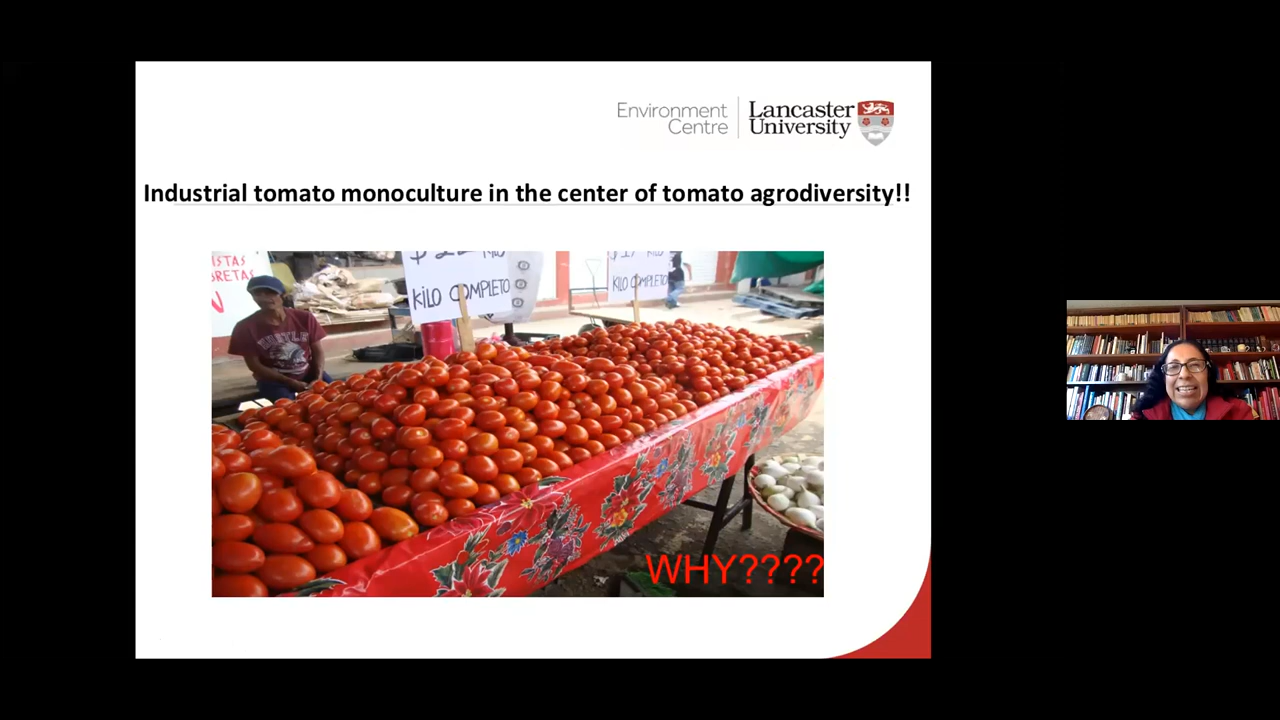 Environment
Centre
Lancaster
University
Industrial tomato monoculture in the center of tomato agrodiversity!!
KILO COMPLETO
KILO COMPLETO
WHY????